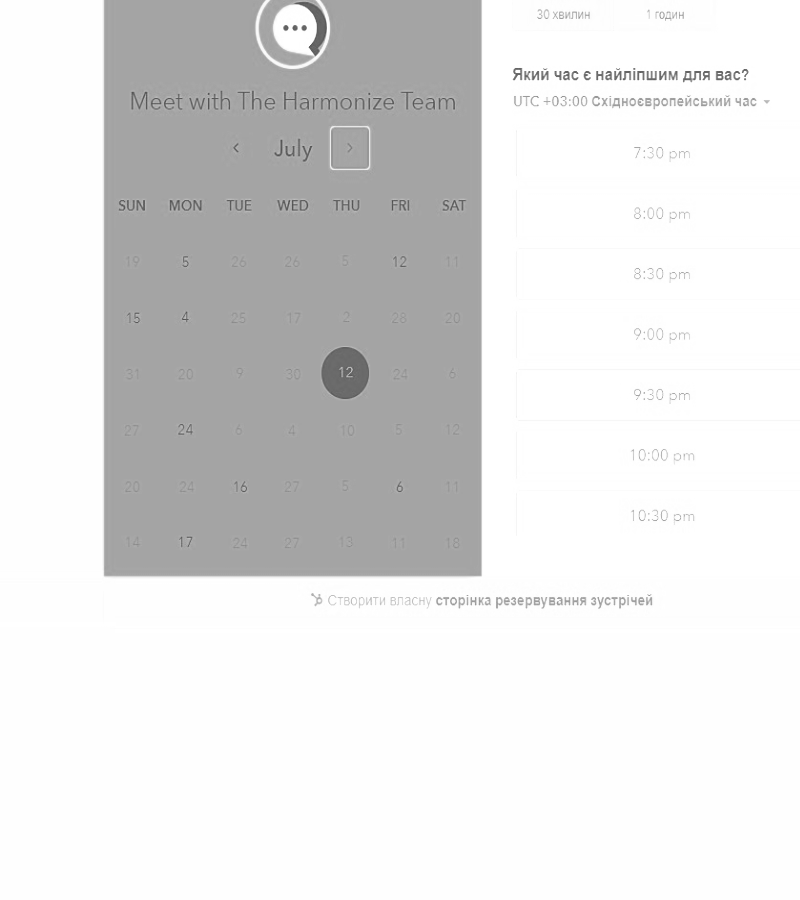 Meet with The Harmonize Team
July
SUN MON TUE WED THU FRI SAT
19 5 26 26 5 12 11
15 4 25 17 2 28 20
31 20 9 30 12 24 6
27 24 6 4 10 5 12
20 24 16 27 5 6 11
14 17 24 27 13 11 18
30 хвилин 1 годин
Який час є найліпшим для вас?
UTC +03:00 Східноєвропейський час
7:30 pm
8:00 pm
8:30 pm
9:00 pm
9:30 pm
10:00 pm
10:30 pm
Створити власну сторінка резервування зустрічей